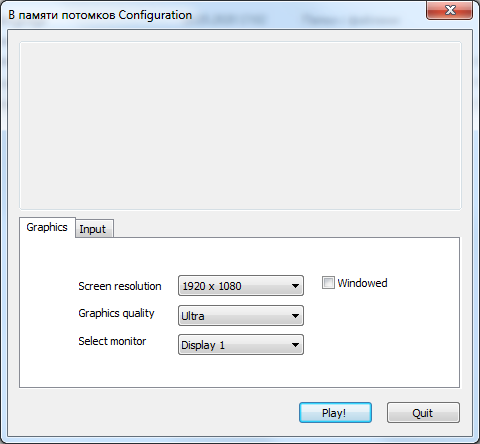 В памяти потомков Configuration
Graphics
Input
Screen resolution
1920 x 1080
Windowed
Graphics quality
Ultra
Select monitor
Display 1
Play!
Quit